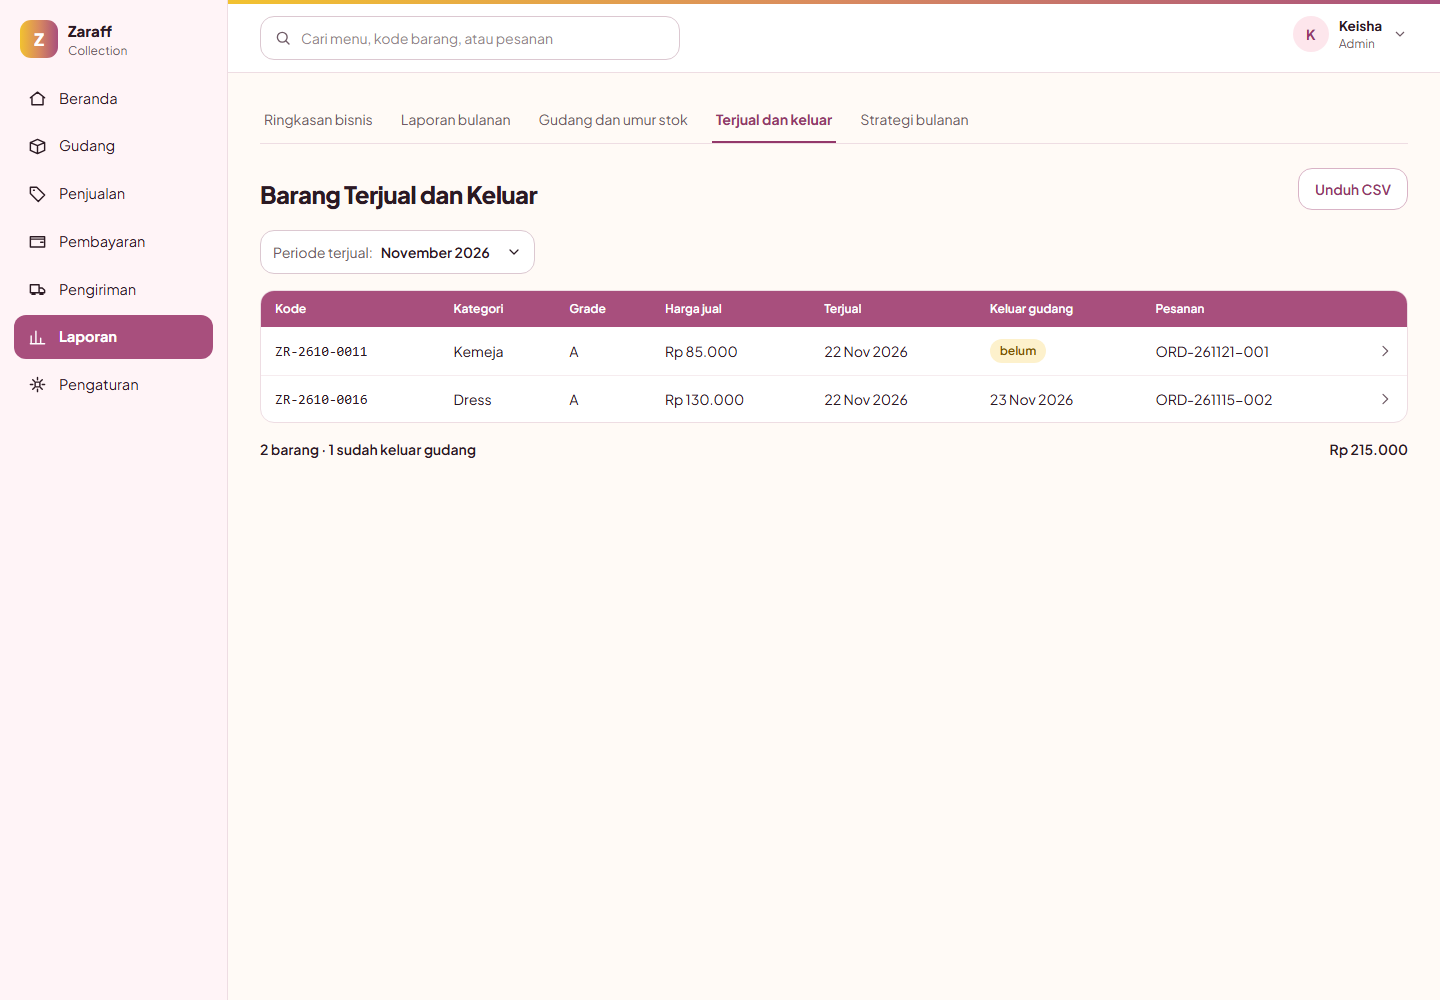 Z
Zaraff
Collection
Beranda
Gudang
Penjualan
Pembayaran
Pengiriman
Laporan
Pengaturan
Cari menu, kode barang, atau pesanan
K
Keisha
Admin
Ringkasan bisnis Laporan bulanan Gudang dan umur stok Terjual dan keluar Strategi bulanan
Barang Terjual dan Keluar
Unduh CSV
Periode terjual: November 2026
Kode Kategori Grade Harga jual Terjual Keluar gudang Pesanan
ZR-2610-0011 Kemeja A Rp 85.000 22 Nov 2026 belum ORD-261121-001
ZR-2610-0016 Dress A Rp 130.000 22 Nov 2026 23 Nov 2026 ORD-261115-002
2 barang · 1 sudah keluar gudang Rp 215.000